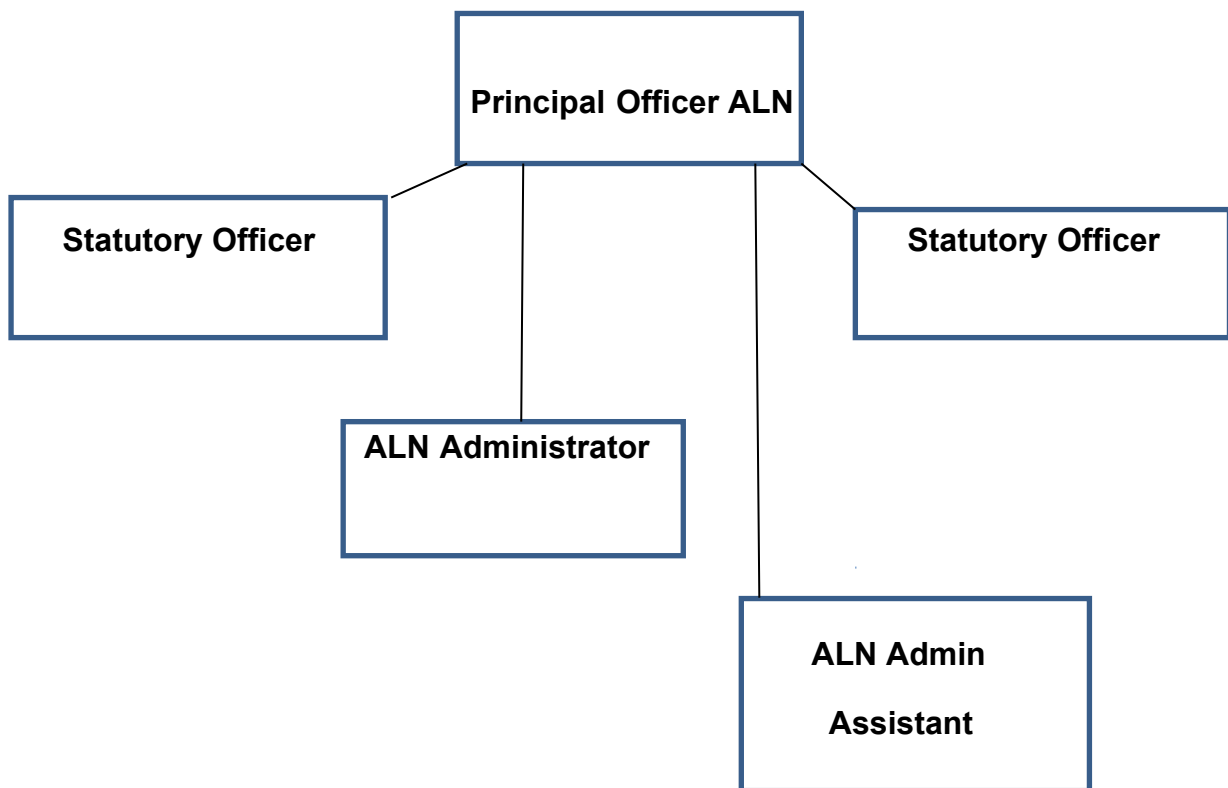 Principal Officer ALN
Statutory Officer
Statutory Officer
ALN Administrator
ALN Admin
Assistant